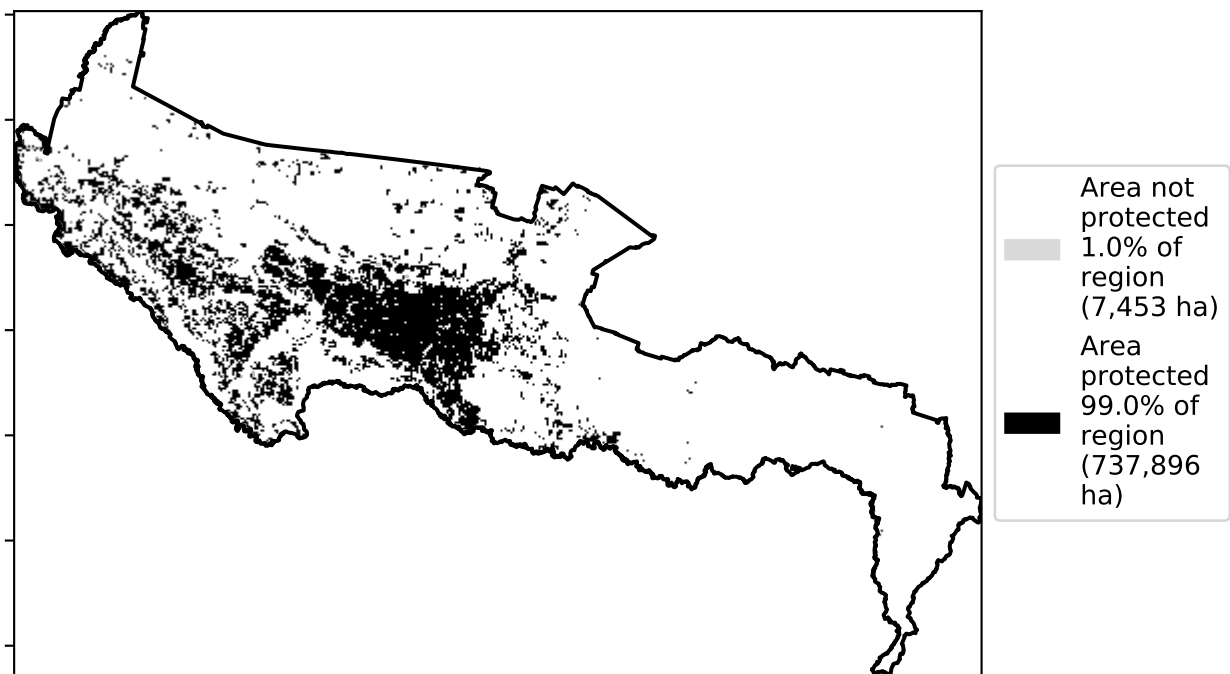 Area not
protected
1.0% of
region
(7,453 ha)
Area
protected
99.0% of
region
(737,896
ha)